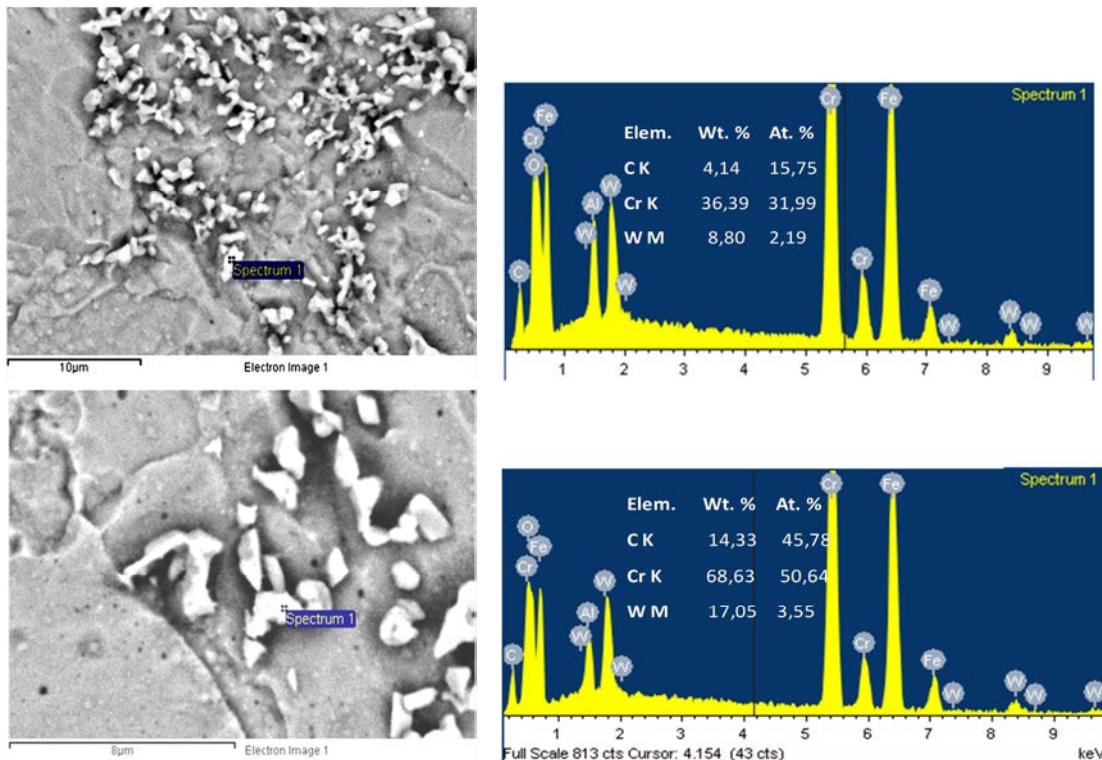 Spectrum 1
10µm Electron Image 1
Spectrum 1
Elem. Wt. % At. %
C K 4,14 15,75
Cr K 36,39 31,99
W M 8,80 2,19
Fe
Cr
O
C
Al
W
W
W
Cr
Cr
Fe
Fe
W
W
W
W
1 2 3 4 5 6 7 8 9
Spectrum 1
8µm Electron Image 1
Spectrum 1
Elem. Wt. % At. %
C K 14,33 45,78
Cr K 68,63 50,64
W M 17,05 3,55
O
Fe
Cr
C
Al
W
W
W
Cr
Cr
Fe
Fe
W
W
W
W
1 2 3 4 5 6 7 8 9
Full Scale 813 cts Cursor: 4.154 (43 cts) keV